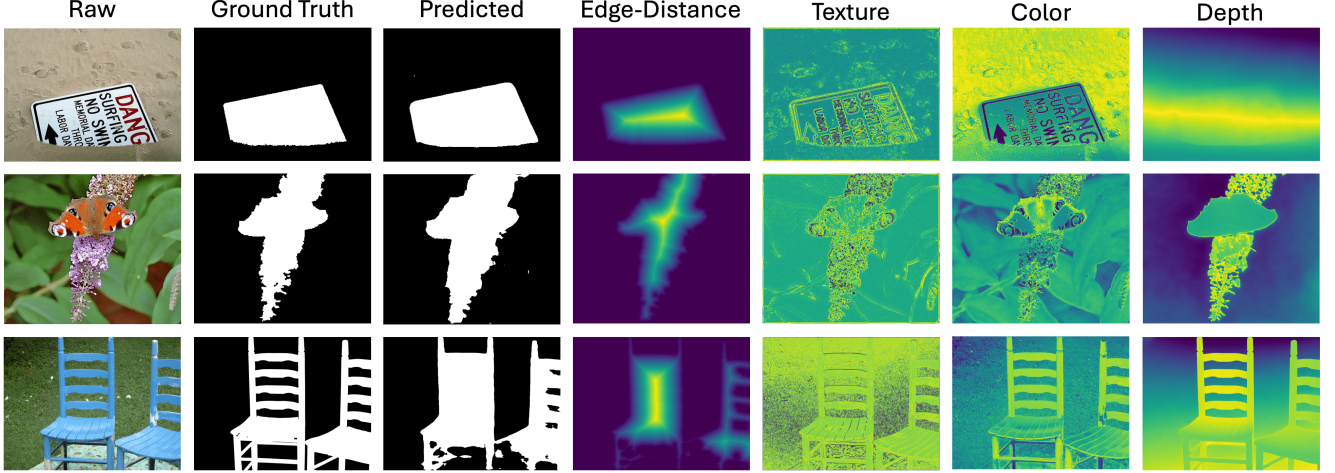 Raw Ground Truth Predicted Edge-Distance Texture Color Depth
DANG
SURFING
NO SWIM
MEMORIAL DA
THRO
LABOR DA